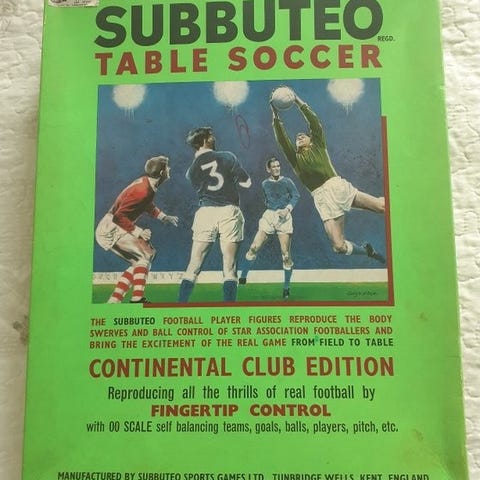 SUBBUTEO
REGD.
TABLE SOCCER
3
THE SUBBUTEO FOOTBALL PLAYER FIGURES REPRODUCE THE BODY
SWERVES AND BALL CONTROL OF STAR ASSOCIATION FOOTBALLERS AND
BRING THE EXCITEMENT OF THE REAL GAME FROM FIELD TO TABLE
CONTINENTAL CLUB EDITION
Reproducing all the thrills of real football by
FINGERTIP CONTROL
with 00 SCALE self balancing teams, goals, balls, players, pitch, etc.
MANUFACTURED BY SUBBUTEO SPORTS GAMES LTD., TUNBRIDGE WELLS, KENT, ENGLAND